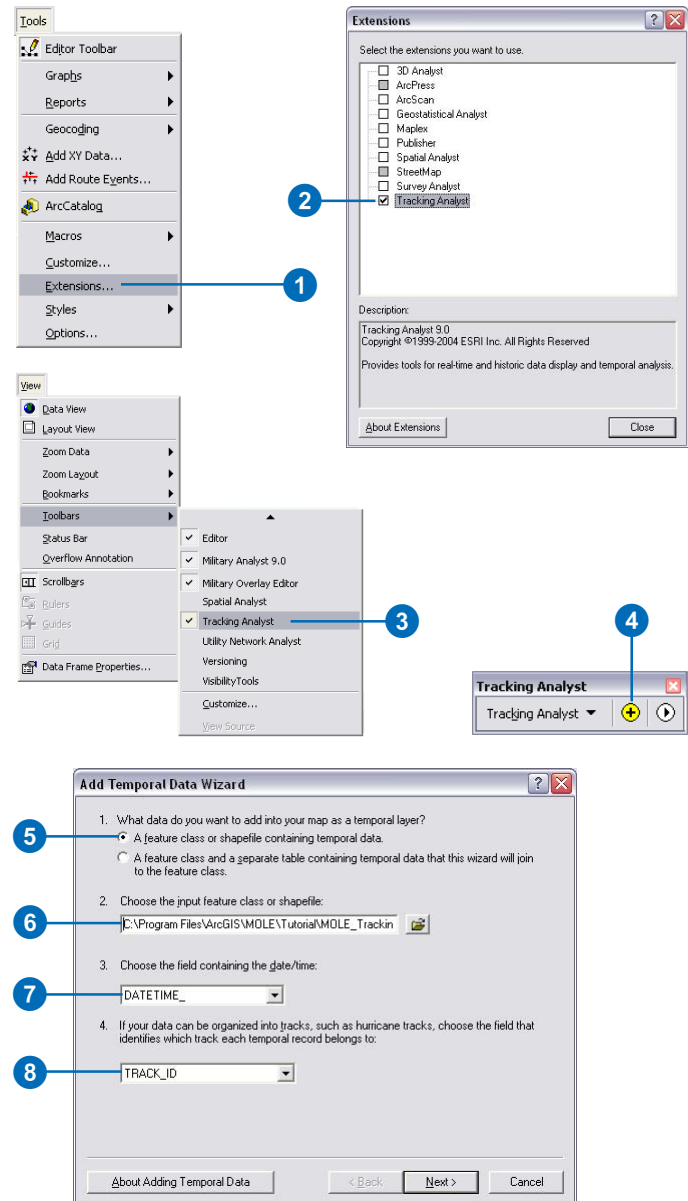 Tools
Editor Toolbar
Graphs
Reports
Geocoding
Add XY Data...
Add Route Events...
ArcCatalog
Macros
Customize...
Extensions...
Styles
Options...
1
Extensions
Select the extensions you want to use.
3D Analyst
ArcPress
ArcScan
Geostatistical Analyst
Maplex
Publisher
Spatial Analyst
StreetMap
Survey Analyst
Tracking Analyst
2
Description:
Tracking Analyst 9.0
Copyright ©1999-2004 ESRI Inc. All Rights Reserved
Provides tools for real-time and historic data display and temporal analysis.
About Extensions
Close
View
Data View
Layout View
Zoom Data
Zoom Layout
Bookmarks
Toolbars
Status Bar
Overflow Annotation
Scrollbars
Rulers
Guides
Grid
Data Frame Properties...
Editor
Military Analyst 9.0
Military Overlay Editor
Spatial Analyst
Tracking Analyst
Utility Network Analyst
Versioning
VisibilityTools
Customize...
View Source
3
4
Tracking Analyst
Tracking Analyst
Add Temporal Data Wizard
1. What data do you want to add into your map as a temporal layer?
5
A feature class or shapefile containing temporal data.
A feature class and a separate table containing temporal data that this wizard will join
to the feature class.
2. Choose the input feature class or shapefile:
6
C:\Program Files\ArcGIS\MOLE\Tutorial\MOLE_Trackin
3. Choose the field containing the date/time:
7
DATETIME_
4. If your data can be organized into tracks, such as hurricane tracks, choose the field that
identifies which track each temporal record belongs to:
8
TRACK_ID
About Adding Temporal Data
< Back
Next >
Cancel